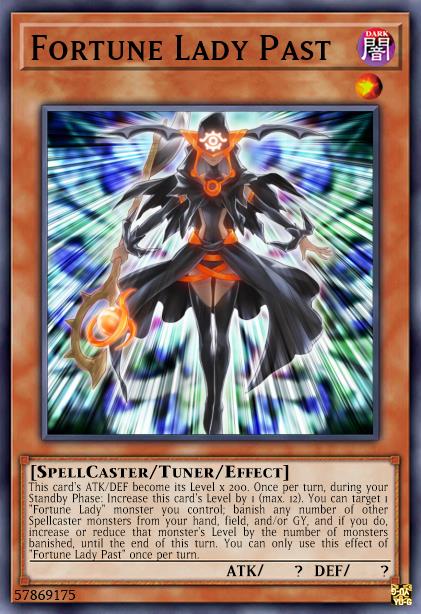 Fortune Lady Past
DARK
闇
[SpellCaster/Tuner/Effect]
This card's ATK/DEF become its Level x 200. Once per turn, during your
Standby Phase: Increase this card's Level by 1 (max. 12). You can target 1
"Fortune Lady" monster you control; banish any number of other
Spellcaster monsters from your hand, field, and/or GY, and if you do,
increase or reduce that monster's Level by the number of monsters
banished, until the end of this turn. You can only use this effect of
"Fortune Lady Past" once per turn.
ATK/ ? DEF/ ?
57869175